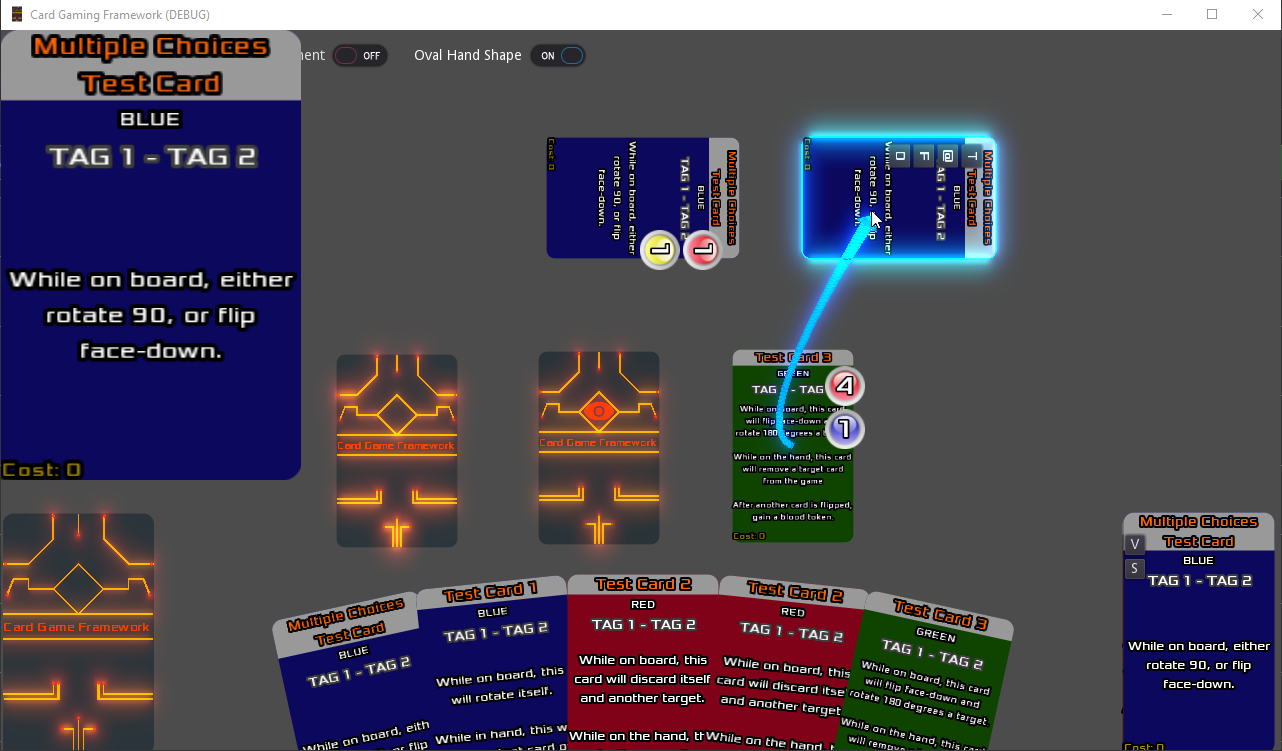 Card Gaming Framework (DEBUG)
ment
OFF
Oval Hand Shape
ON
Multiple Choices
Test Card
BLUE
TAG 1 - TAG 2
While on board, either
rotate 90, or flip
face-down.
Cost: 0
Multiple Choices
Test Card
BLUE
TAG 1 - TAG 2
While on board, either
rotate 90, or flip
face-down.
Cost: 0
1
1
Multiple Choices
Test Card
BLUE
TAG 1 - TAG 2
While on board, either
rotate 90, or flip
face-down.
Cost: 0
T
@
F
D
Card Game Framework
Card Game Framework
O
Test Card 3
GREEN
TAG 1 - TAG
4
1
While on board, this card
will flip face-down and
rotate 180 degrees a
While on the hand, this card
will remove a target card
from the game
After another card is flipped,
gain a blood token.
Cost: 0
Card Game Framework
Multiple Choices
Test Card
BLUE
TAG 1 - TAG 2
While on board, eith
or flip
Test Card 1
BLUE
TAG 1 - TAG 2
While on board, this
will rotate itself.
While in hand, this
Test Card 2
RED
TAG 1 - TAG 2
While on board, this
card will discard itself
and another target.
While on the hand, th
Test Card 2
RED
TAG 1 - TAG 2
While on board, this
card will discard itse
and another target
While on the hand,
Test Card 3
GREEN
TAG 1 - TAG 2
While on board, this card
will flip face-down and
rotate 180 degrees a target
While on the hand, this card
will remove
Multiple Choices
Test Card
V
S
BLUE
TAG 1 - TAG 2
While on board, either
rotate 90, or flip
face-down.
Cost: 0